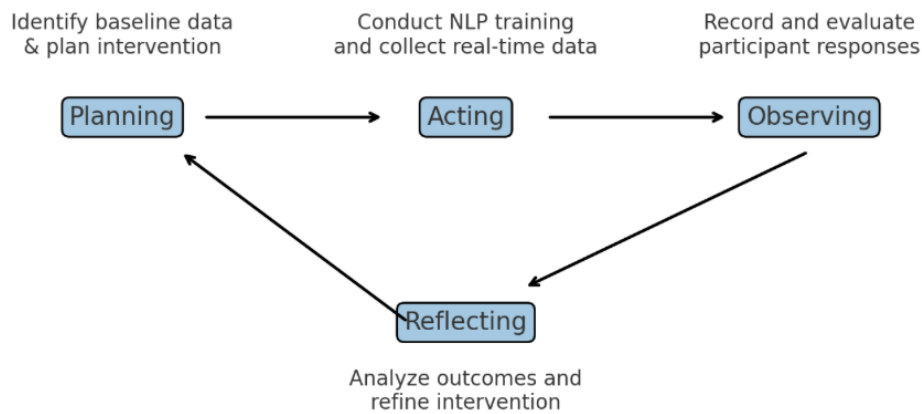 Identify baseline data
& plan intervention
Conduct NLP training
and collect real-time data
Record and evaluate
participant responses
Planning
Acting
Observing
Reflecting
Analyze outcomes and
refine intervention